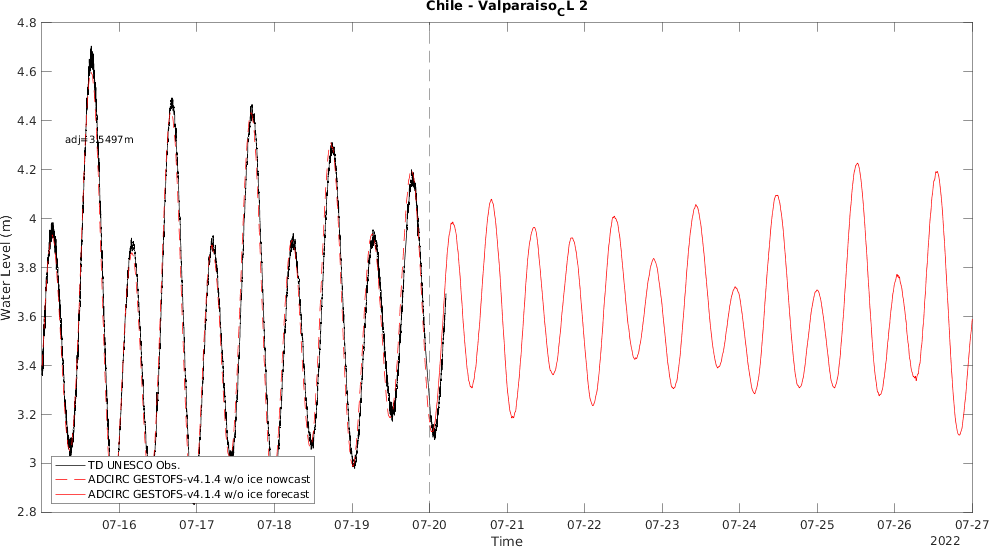 Chile - Valparaiso_CL 2
4.8
4.6
4.4
4.2
4
3.8
3.6
3.4
3.2
3
2.8
Water Level (m)
adj=3.5497m
TD UNESCO Obs.
ADCIRC GESTOFS-v4.1.4 w/o ice nowcast
ADCIRC GESTOFS-v4.1.4 w/o ice forecast
07-16 07-17 07-18 07-19 07-20 07-21 07-22 07-23 07-24 07-25 07-26 07-27
Time
2022